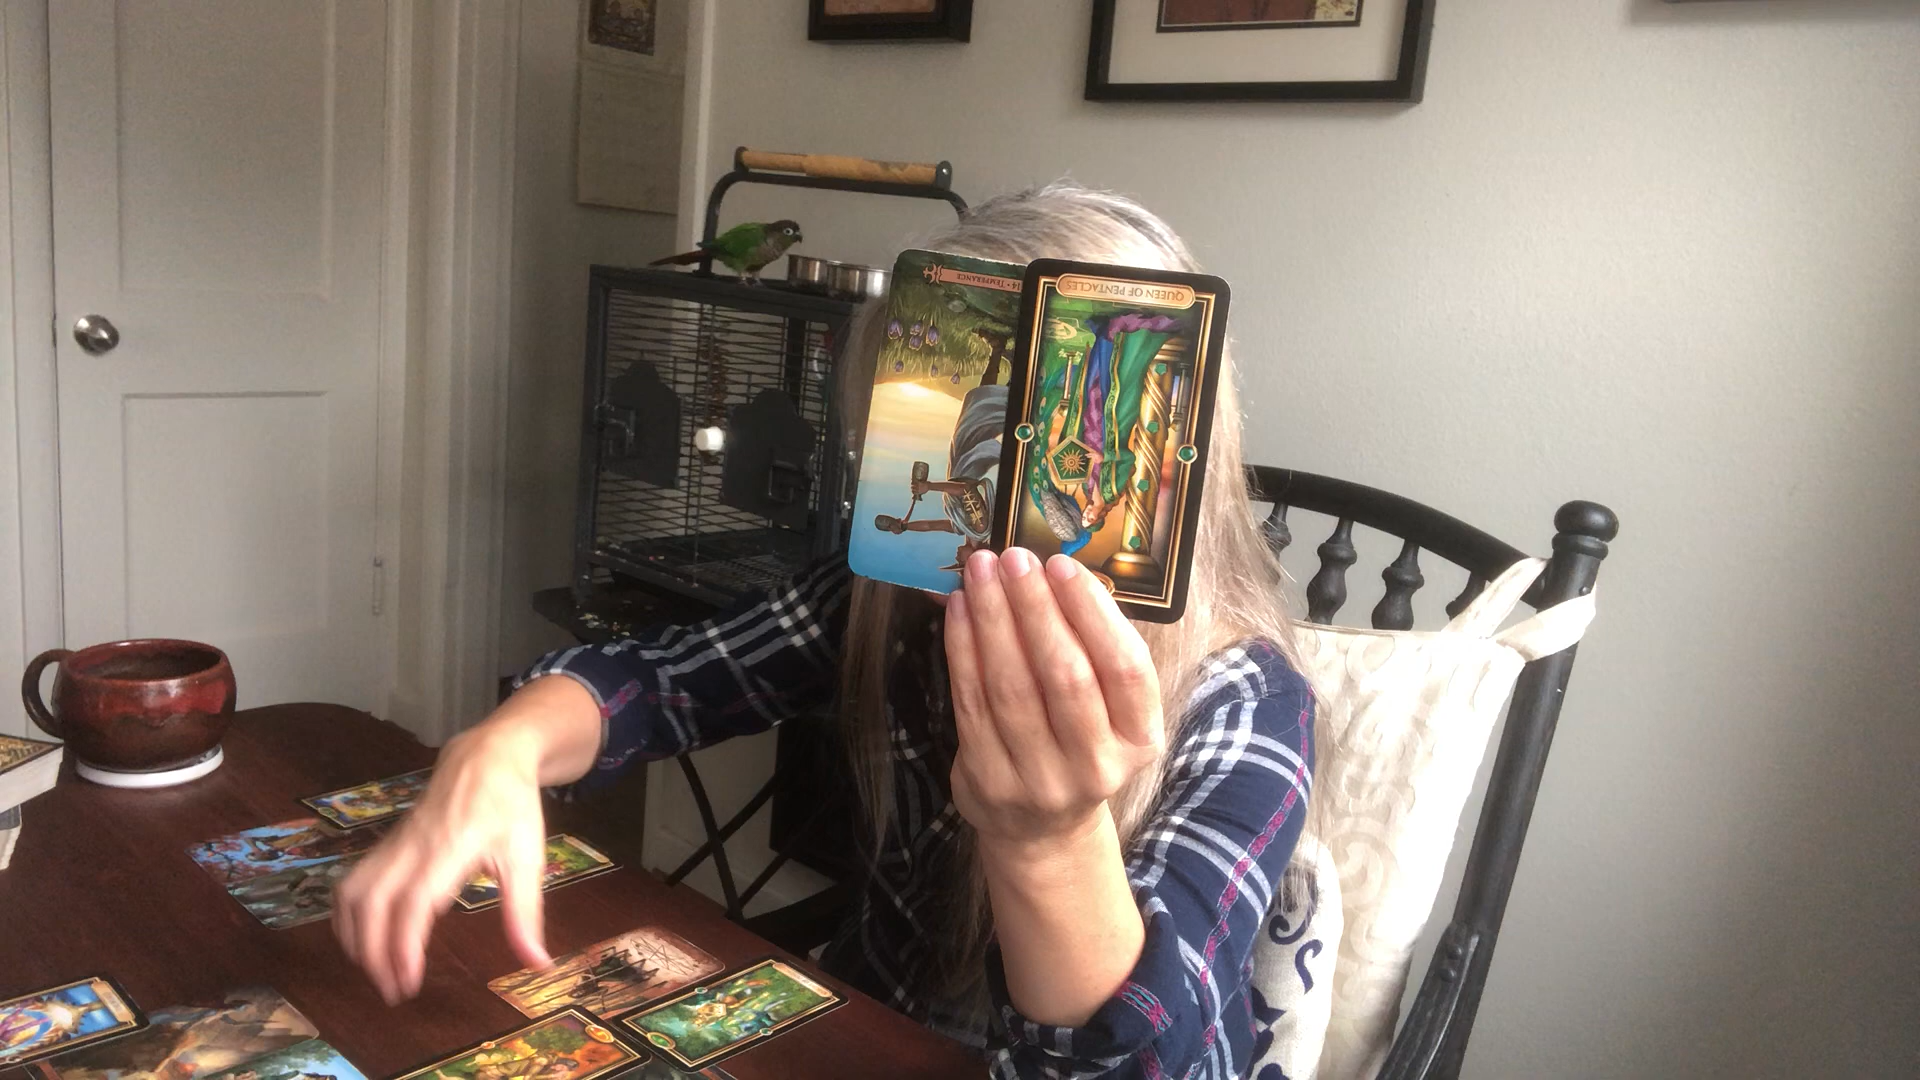 14 • TEMPERANCE
QUEEN OF PENTACLES